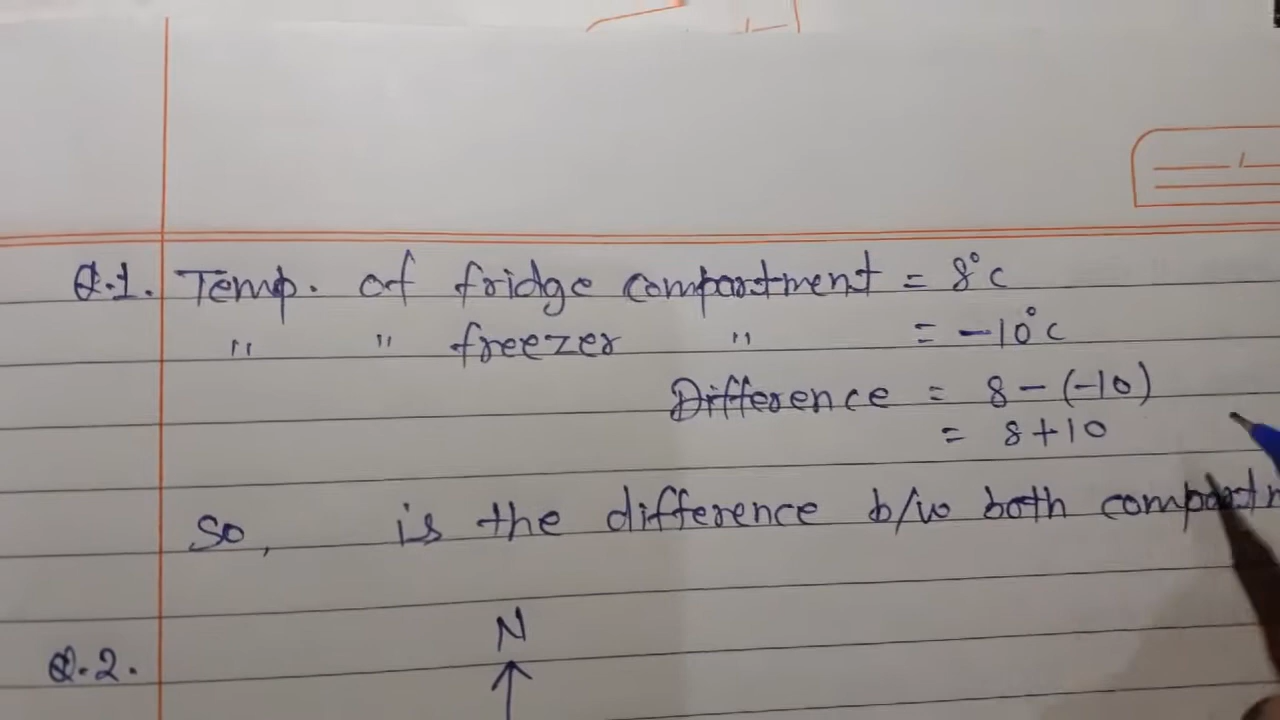 Q.1. Temp. of fridge compartment = 8°C
" " freezer " = -10°C
Difference = 8 - (-10)
= 8+10
So, is the difference b/w both
Q.2.
N